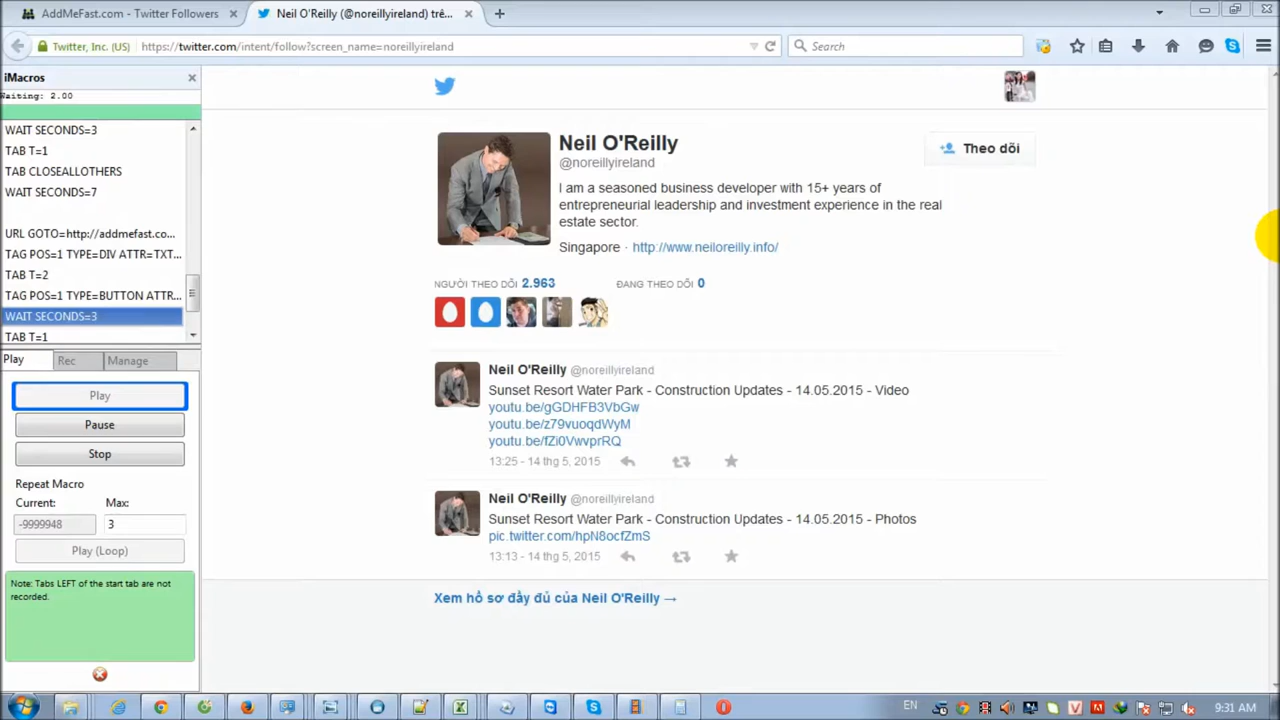 AddMeFast.com - Twitter Followers
Neil O'Reilly (@noreillyireland) trê...
Twitter, Inc. (US)
https://twitter.com/intent/follow?screen_name=noreillyireland
Search
iMacros
Waiting: 2.00
WAIT SECONDS=3
TAB T=1
TAB CLOSEALLOTHERS
WAIT SECONDS=7
URL GOTO=http://addmefast.co...
TAG POS=1 TYPE=DIV ATTR=TXT...
TAB T=2
TAG POS=1 TYPE=BUTTON ATTR...
WAIT SECONDS=3
TAB T=1
Play
Rec
Manage
Play
Pause
Stop
Repeat Macro
Current:
Max:
-9999948
3
Play (Loop)
Note: Tabs LEFT of the start tab are not
recorded.
Neil O'Reilly
@noreillyireland
Theo dõi
I am a seasoned business developer with 15+ years of
entrepreneurial leadership and investment experience in the real
estate sector.
Singapore · http://www.neiloreilly.info/
NGƯỜI THEO DÕI 2.963
ĐANG THEO DÕI 0
Neil O'Reilly @noreillyireland
Sunset Resort Water Park - Construction Updates - 14.05.2015 - Video
youtu.be/gGDHFB3VbGw
youtu.be/z79vuoqdWyM
youtu.be/fZi0VwvprRQ
13:25 - 14 thg 5, 2015
Neil O'Reilly @noreillyireland
Sunset Resort Water Park - Construction Updates - 14.05.2015 - Photos
pic.twitter.com/hpN8ocfZmS
13:13 - 14 thg 5, 2015
Xem hồ sơ đầy đủ của Neil O'Reilly →
EN
9:31 AM